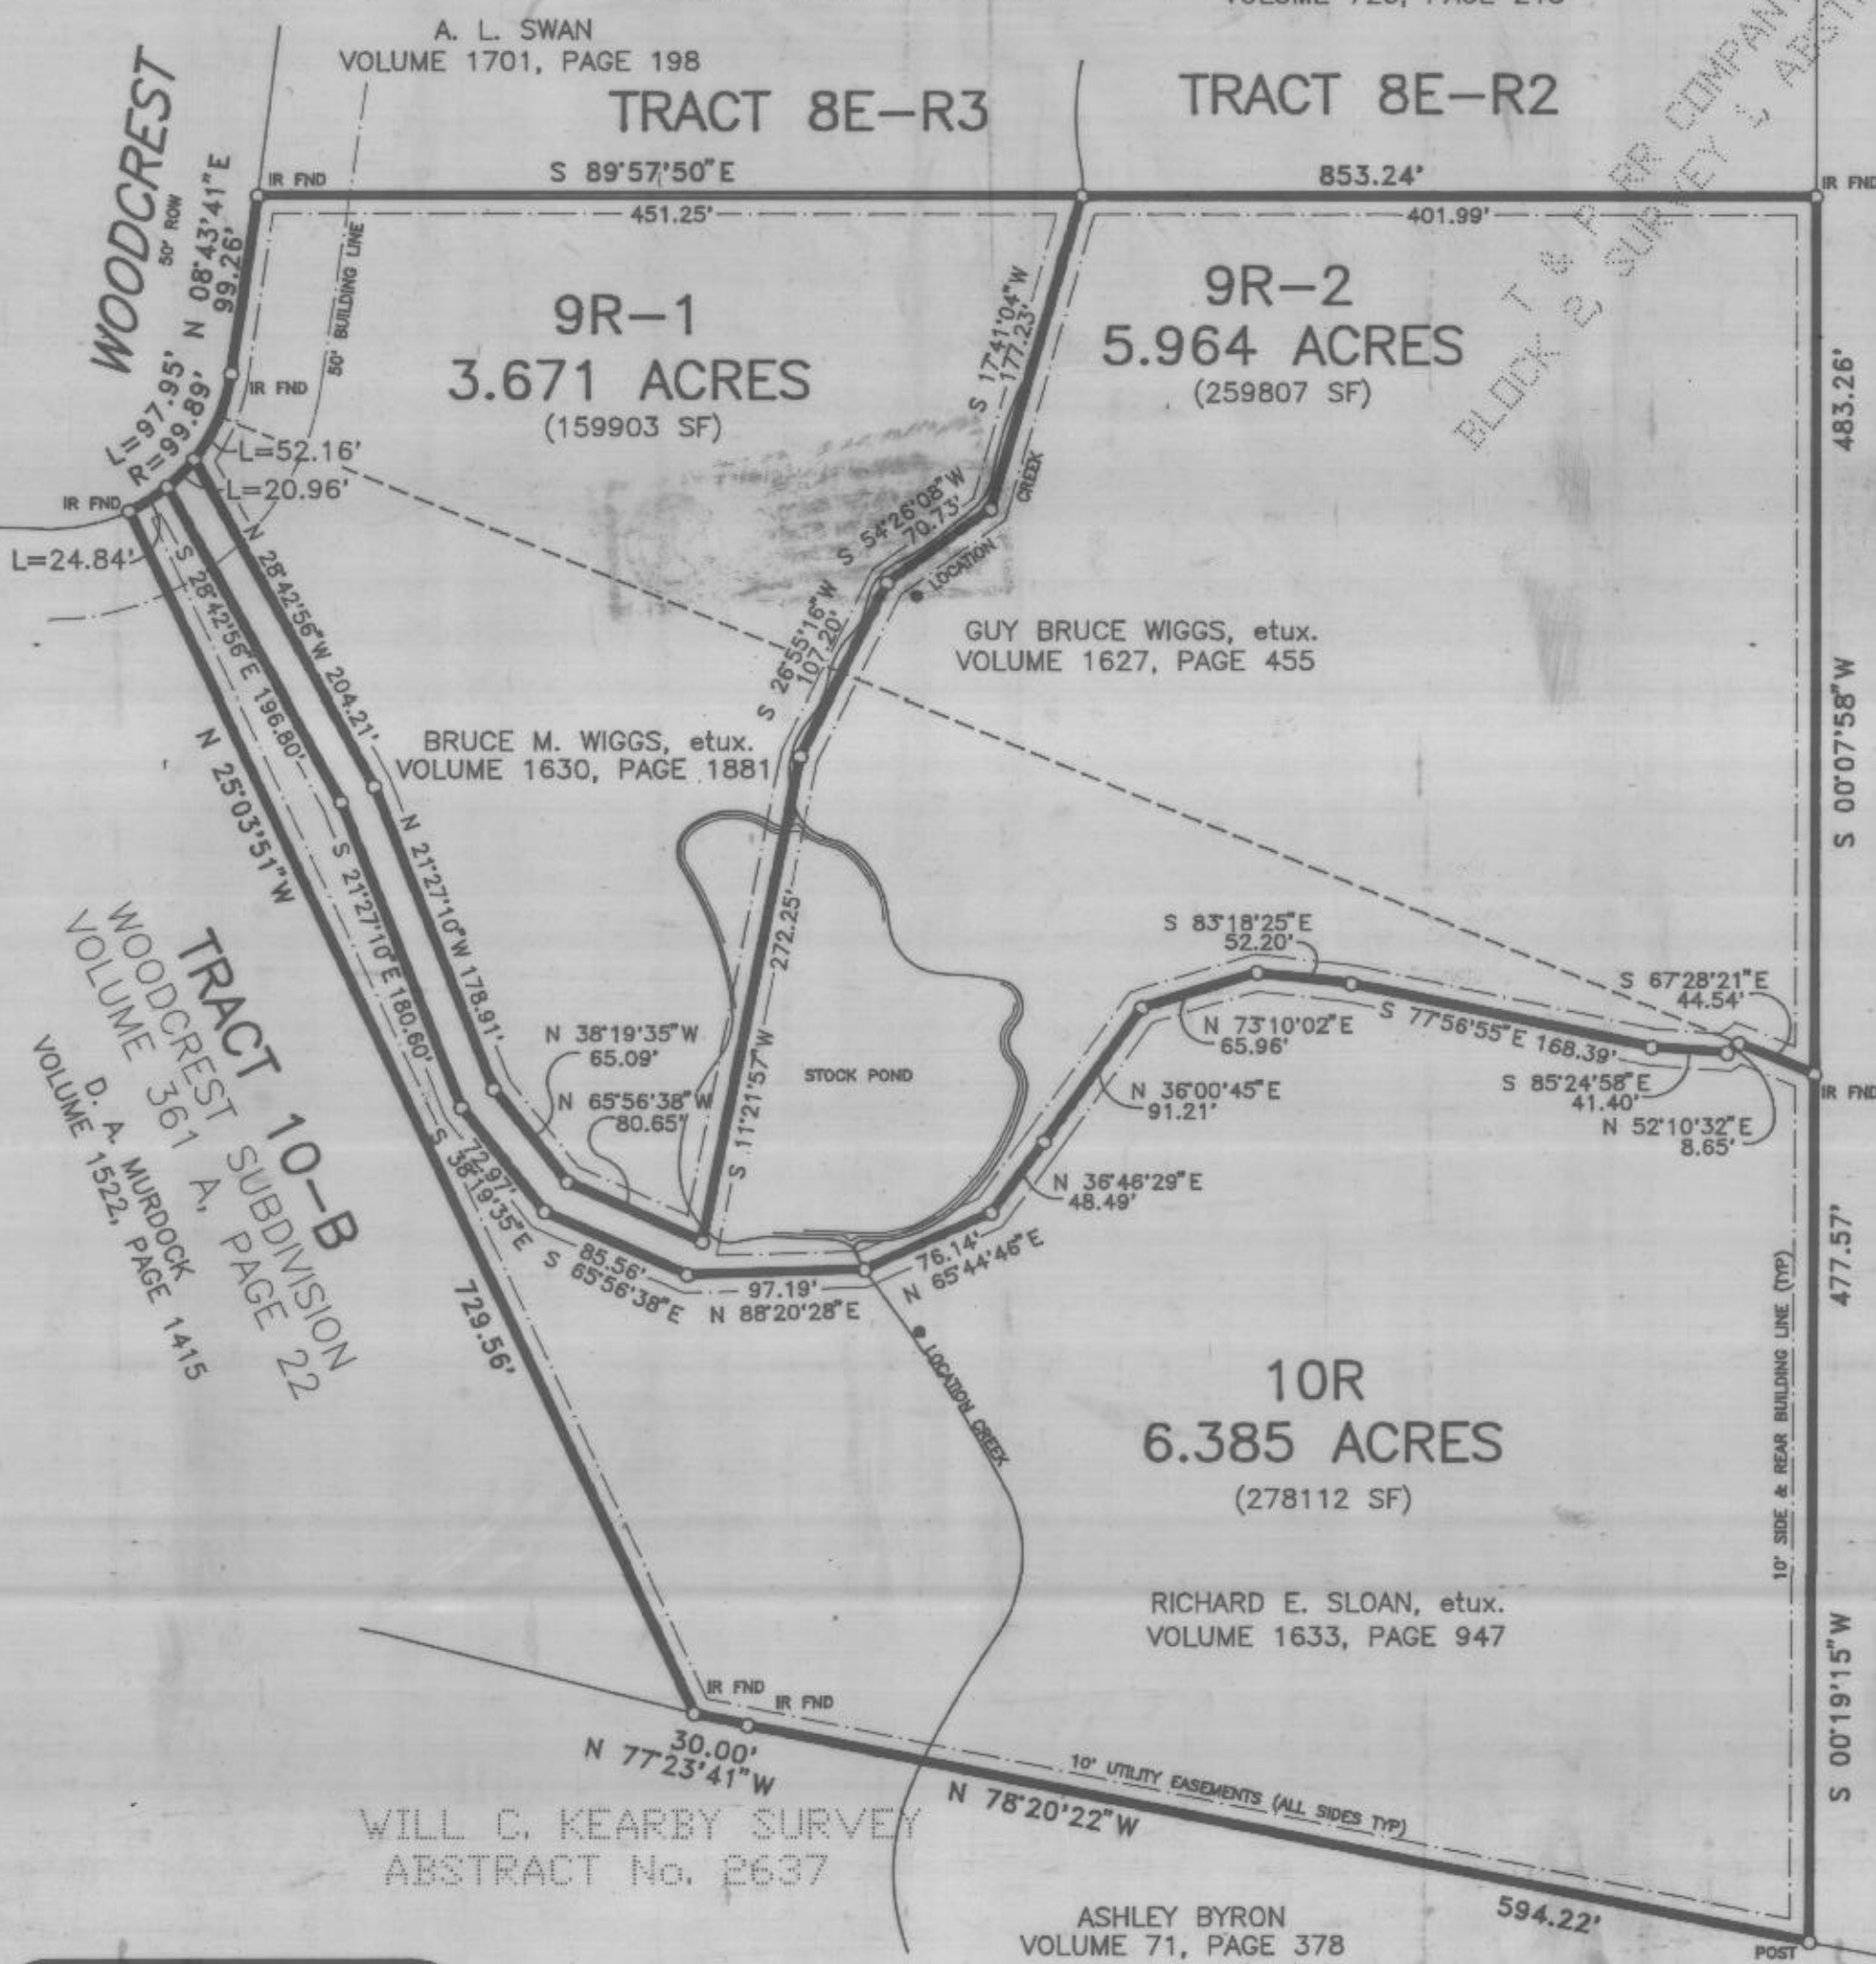 A. L. SWAN
VOLUME 1701, PAGE 198
TRACT 8E-R3
TRACT 8E-R2
T & P RR COMPANY
BLOCK 2, SURVEY
WOODCREST
50' ROW
N 08°43'41"E
99.26'
IR FND
S 89°57'50"E
853.24'
IR FND
451.25'
401.99'
50' BUILDING LINE
9R-1
3.671 ACRES
(159903 SF)
9R-2
5.964 ACRES
(259807 SF)
S 17°41'04"W
177.23'
483.26'
IR FND
L=97.95'
R=99.89'
L=52.16'
L=20.96'
IR FND
L=24.84'
S 54°26'08"W
70.73'
LOCATION
CREEK
S 26°55'16"W
107.20'
GUY BRUCE WIGGS, etux.
VOLUME 1627, PAGE 455
N 28°42'56"W 204.21'
S 28°42'56"E 196.80'
BRUCE M. WIGGS, etux.
VOLUME 1630, PAGE 1881
S 00°07'58"W
N 25°03'51"W
729.56'
N 21°27'10"W 178.91'
S 21°27'10"E 180.60'
272.25'
S 11°21'57"W
STOCK POND
S 83°18'25"E
52.20'
S 67°28'21"E
44.54'
N 73°10'02"E
65.96'
S 77°56'55"E 168.39'
N 38°19'35"W
65.09'
N 65°56'38"W
80.65'
N 36°00'45"E
91.21'
S 85°24'58"E
41.40'
N 52°10'32"E
8.65'
IR FND
TRACT 10-B
WOODCREST SUBDIVISION
VOLUME 361 A, PAGE 22
D. A. MURDOCK
VOLUME 1522, PAGE 1415
72.97'
S 38°19'35"E
85.56'
S 65°56'38"E
97.19'
N 88°20'28"E
76.14'
N 65°44'46"E
N 36°46'29"E
48.49'
LOCATION CREEK
477.57'
10R
6.385 ACRES
(278112 SF)
10' SIDE & REAR BUILDING LINE (TYP)
RICHARD E. SLOAN, etux.
VOLUME 1633, PAGE 947
S 00°19'15"W
IR FND
IR FND
30.00'
N 77°23'41"W
10' UTILITY EASEMENTS (ALL SIDES TYP)
N 78°20'22"W
594.22'
WILL C. KEARBY SURVEY
ABSTRACT No. 2637
ASHLEY BYRON
VOLUME 71, PAGE 378
POST